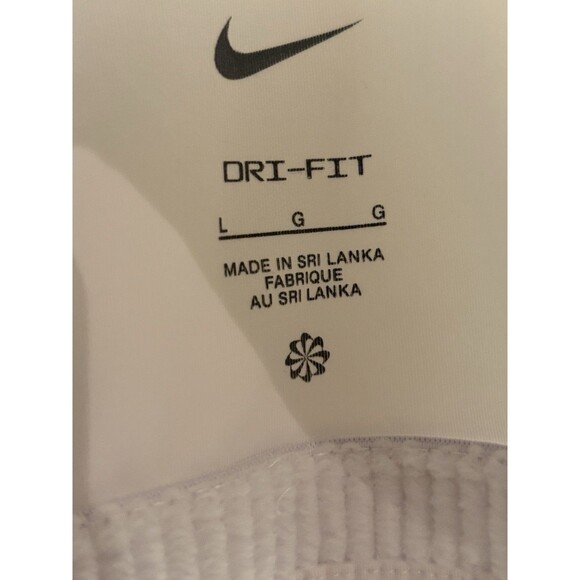 DRI-FIT
L G G
MADE IN SRI LANKA
FABRIQUE
AU SRI LANKA